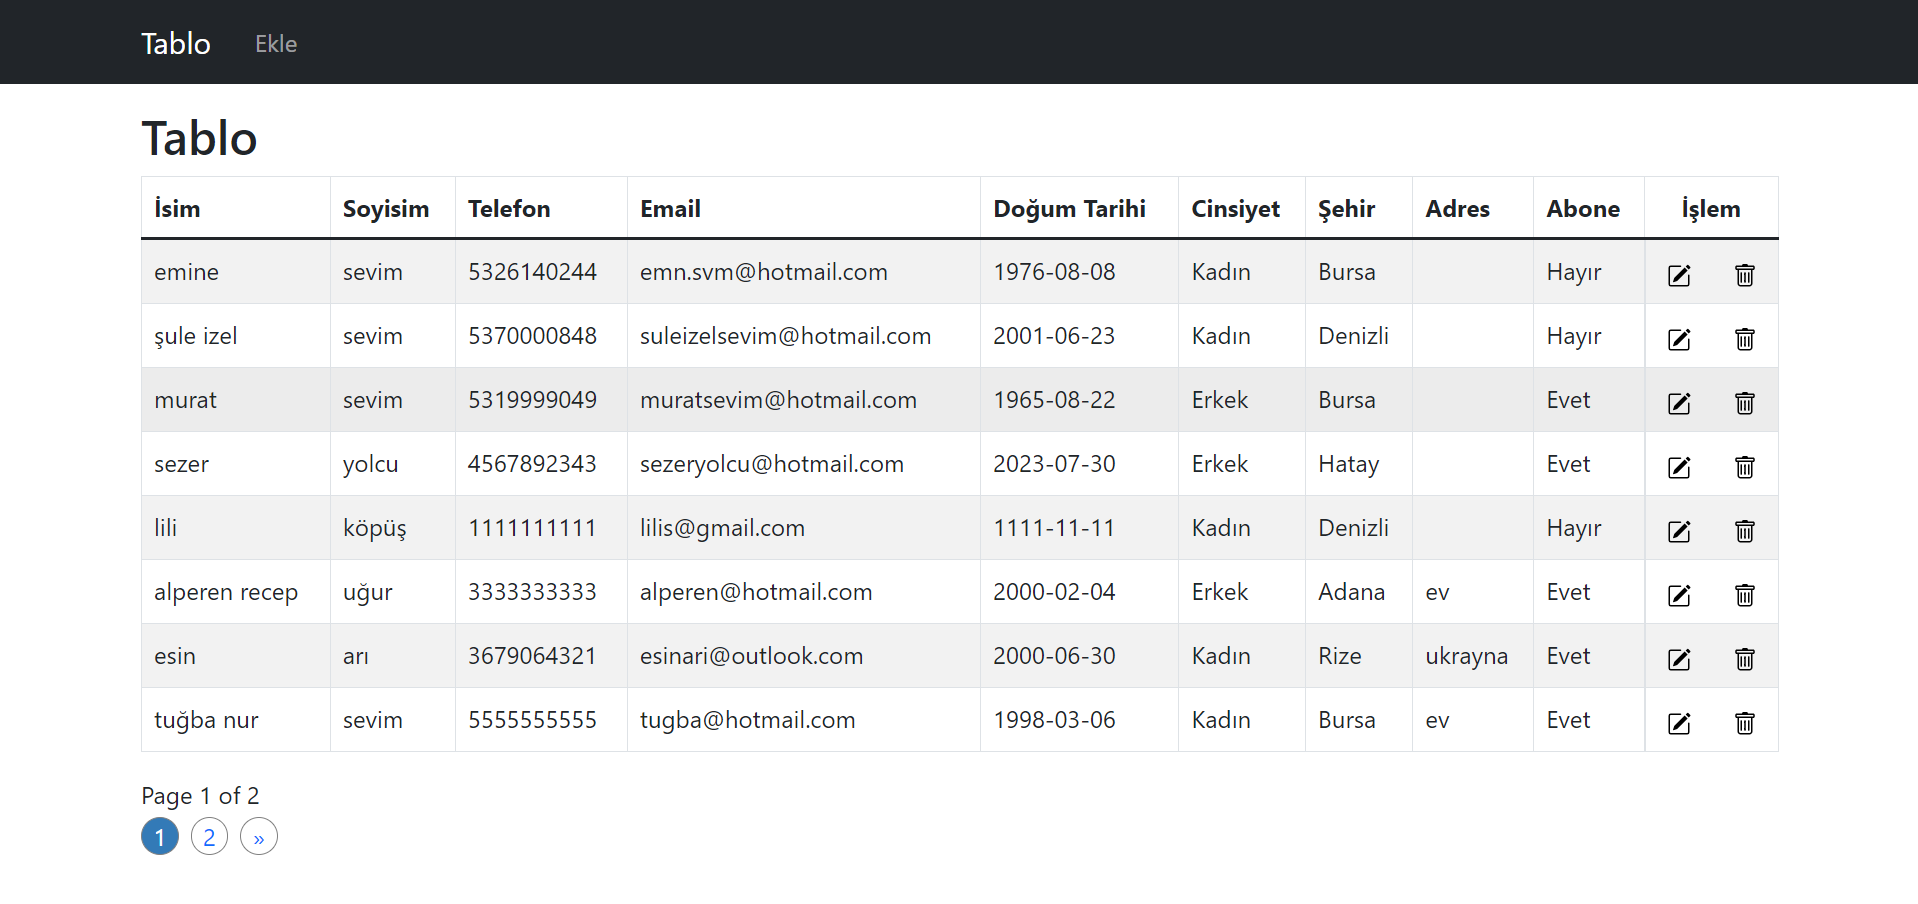 Tablo Ekle
Tablo
İsim Soyisim Telefon Email Doğum Tarihi Cinsiyet Şehir Adres Abone İşlem
emine sevim 5326140244 emn.svm@hotmail.com 1976-08-08 Kadın Bursa Hayır
şule izel sevim 5370000848 suleizelsevim@hotmail.com 2001-06-23 Kadın Denizli Hayır
murat sevim 5319999049 muratsevim@hotmail.com 1965-08-22 Erkek Bursa Evet
sezer yolcu 4567892343 sezeryolcu@hotmail.com 2023-07-30 Erkek Hatay Evet
lili köpüş 1111111111 lilis@gmail.com 1111-11-11 Kadın Denizli Hayır
alperen recep uğur 3333333333 alperen@hotmail.com 2000-02-04 Erkek Adana ev Evet
esin arı 3679064321 esinari@outlook.com 2000-06-30 Kadın Rize ukrayna Evet
tuğba nur sevim 5555555555 tugba@hotmail.com 1998-03-06 Kadın Bursa ev Evet
Page 1 of 2
1 2 »